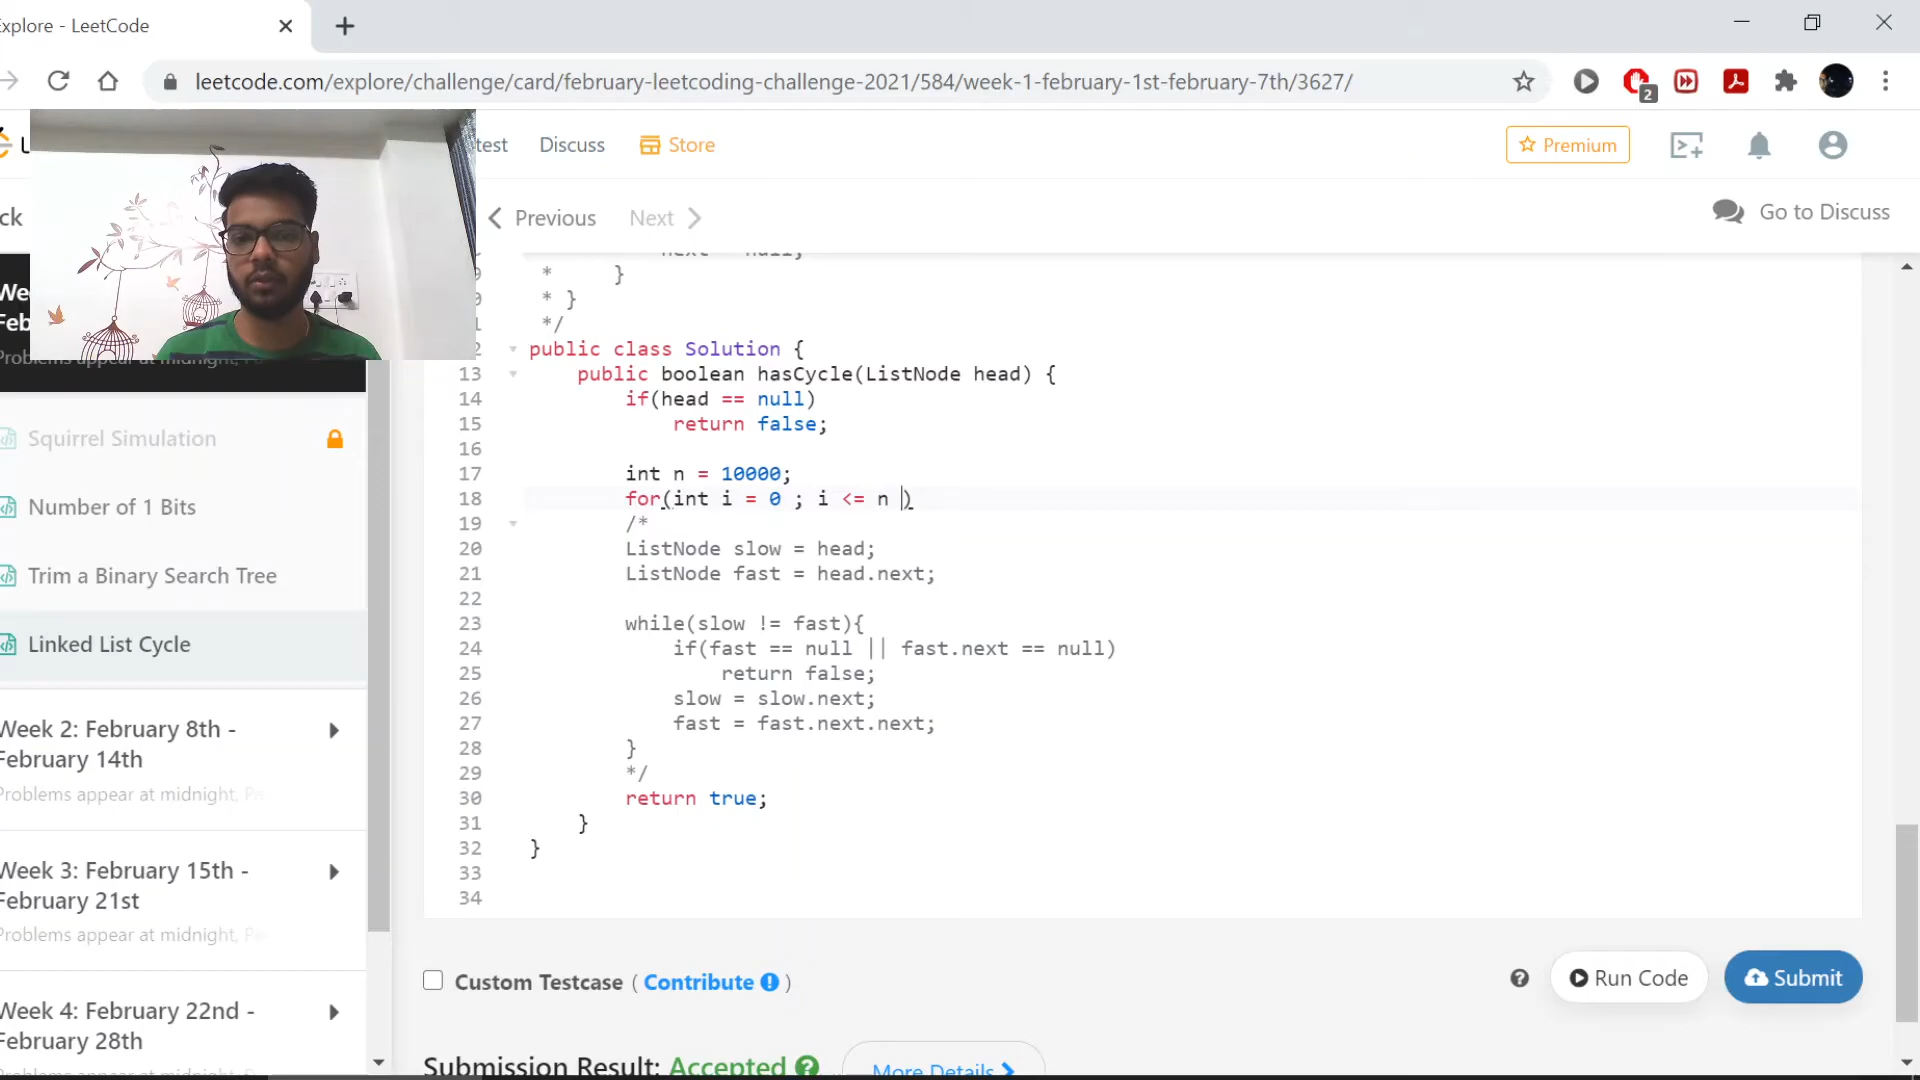 Explore - LeetCode
leetcode.com/explore/challenge/card/february-leetcoding-challenge-2021/584/week-1-february-1st-february-7th/3627/
2
Discuss
Store
Premium
Previous
Next
Go to Discuss
Squirrel Simulation
Number of 1 Bits
Trim a Binary Search Tree
Linked List Cycle
Week 2: February 8th -
February 14th
Problems appear at midnight,
Week 3: February 15th -
February 21st
Problems appear at midnight,
Week 4: February 22nd -
February 28th
* }
* }
*/
public class Solution {
13 public boolean hasCycle(ListNode head) {
14 if(head == null)
15 return false;
16
17 int n = 10000;
18 for(int i = 0 ; i <= n )
19 /*
20 ListNode slow = head;
21 ListNode fast = head.next;
22
23 while(slow != fast){
24 if(fast == null || fast.next == null)
25 return false;
26 slow = slow.next;
27 fast = fast.next.next;
28 }
29 */
30 return true;
31 }
32 }
33
34
Custom Testcase ( Contribute )
Run Code
Submit
Submission Result: Accepted
More Details